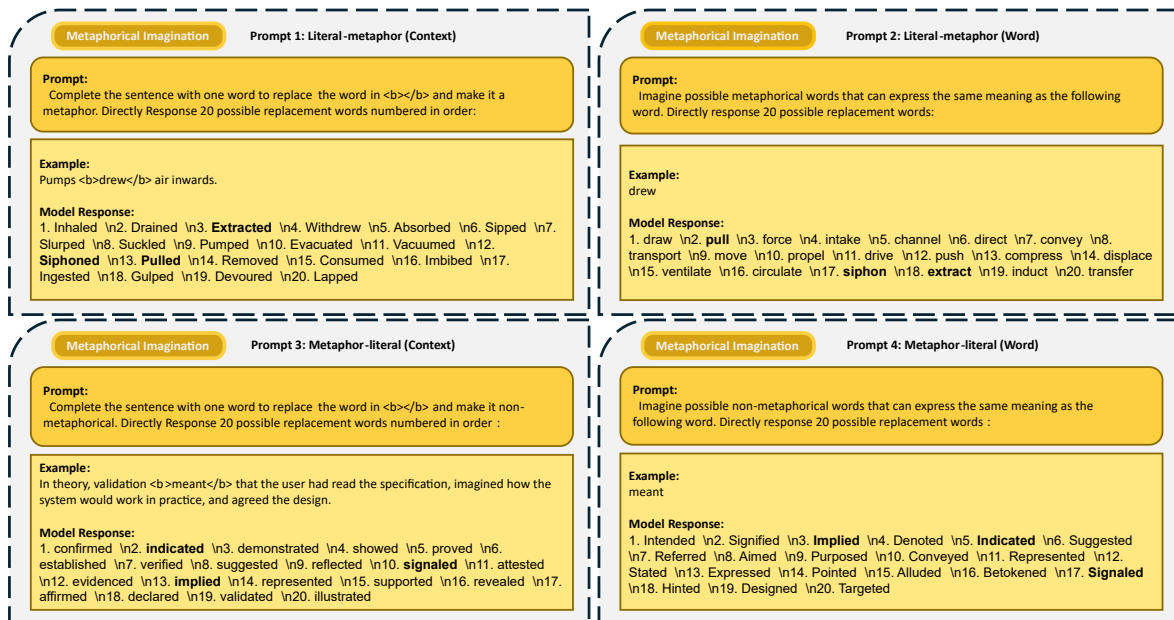 Metaphorical Imagination
Prompt 1: Literal-metaphor (Context)
Prompt:
Complete the sentence with one word to replace the word in <b></b> and make it a
metaphor. Directly Response 20 possible replacement words numbered in order:
Example:
Pumps <b>drew</b> air inwards.
Model Response:
1. Inhaled \n2. Drained \n3. Extracted \n4. Withdrew \n5. Absorbed \n6. Sipped \n7.
Slurped \n8. Suckled \n9. Pumped \n10. Evacuated \n11. Vacuumed \n12.
Siphoned \n13. Pulled \n14. Removed \n15. Consumed \n16. Imbibed \n17.
Ingested \n18. Gulped \n19. Devoured \n20. Lapped
Metaphorical Imagination
Prompt 2: Literal-metaphor (Word)
Prompt:
Imagine possible metaphorical words that can express the same meaning as the following
word. Directly response 20 possible replacement words:
Example:
drew
Model Response:
1. draw \n2. pull \n3. force \n4. intake \n5. channel \n6. direct \n7. convey \n8.
transport \n9. move \n10. propel \n11. drive \n12. push \n13. compress \n14. displace
\n15. ventilate \n16. circulate \n17. siphon \n18. extract \n19. induct \n20. transfer
Metaphorical Imagination
Prompt 3: Metaphor-literal (Context)
Prompt:
Complete the sentence with one word to replace the word in <b></b> and make it non-
metaphorical. Directly Response 20 possible replacement words numbered in order :
Example:
In theory, validation <b>meant</b> that the user had read the specification, imagined how the
system would work in practice, and agreed the design.
Model Response:
1. confirmed \n2. indicated \n3. demonstrated \n4. showed \n5. proved \n6.
established \n7. verified \n8. suggested \n9. reflected \n10. signaled \n11. attested
\n12. evidenced \n13. implied \n14. represented \n15. supported \n16. revealed \n17.
affirmed \n18. declared \n19. validated \n20. illustrated
Metaphorical Imagination
Prompt 4: Metaphor-literal (Word)
Prompt:
Imagine possible non-metaphorical words that can express the same meaning as the
following word. Directly response 20 possible replacement words :
Example:
meant
Model Response:
1. Intended \n2. Signified \n3. Implied \n4. Denoted \n5. Indicated \n6. Suggested
\n7. Referred \n8. Aimed \n9. Purposed \n10. Conveyed \n11. Represented \n12.
Stated \n13. Expressed \n14. Pointed \n15. Alluded \n16. Betokened \n17. Signaled
\n18. Hinted \n19. Designed \n20. Targeted